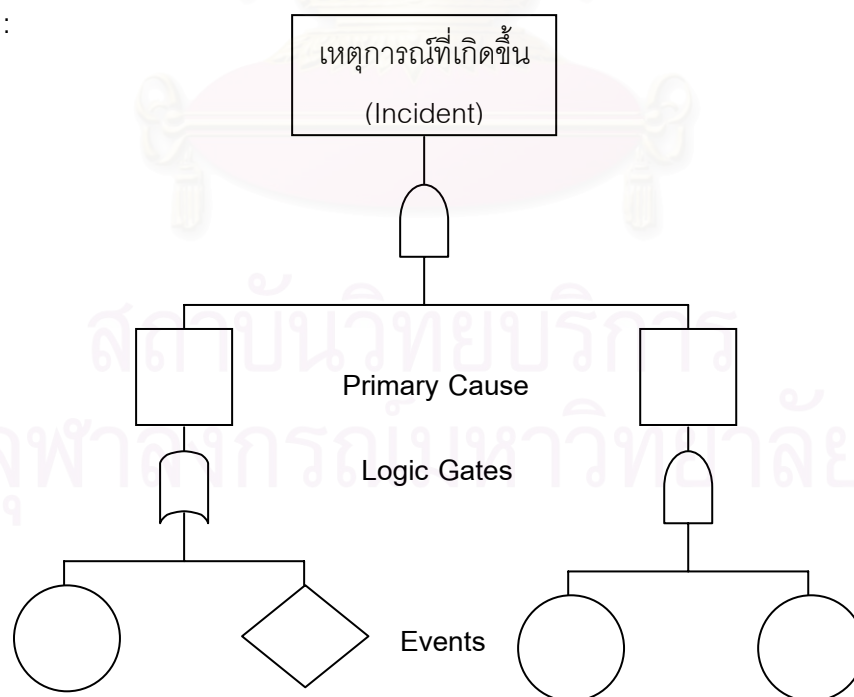 :
เหตุการณ์ที่เกิดขึ้น
(Incident)
สถาบันวิทยบริการ
Primary Cause
จุฬาลงกรณ์มหาวิทยาลัย
Logic Gates
Events